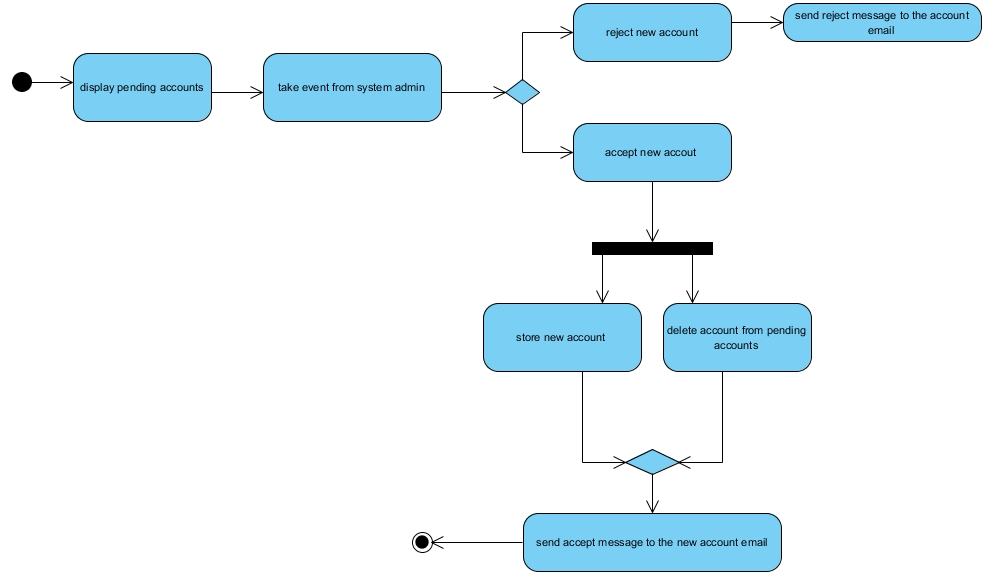 send reject message to the account
email
reject new account
display pending accounts
take event from system admin
accept new accout
store new account
delete account from pending
accounts
send accept message to the new account email